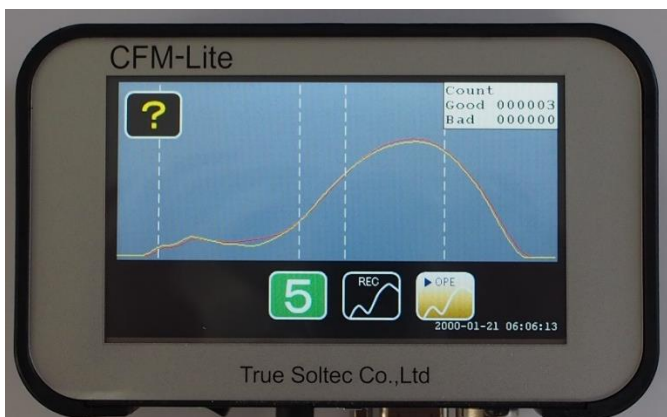 CFM-Lite
?
Count
Good 000003
Bad 000000
5
REC
OPE
2000-01-21 06:06:13
True Soltec Co.,Ltd